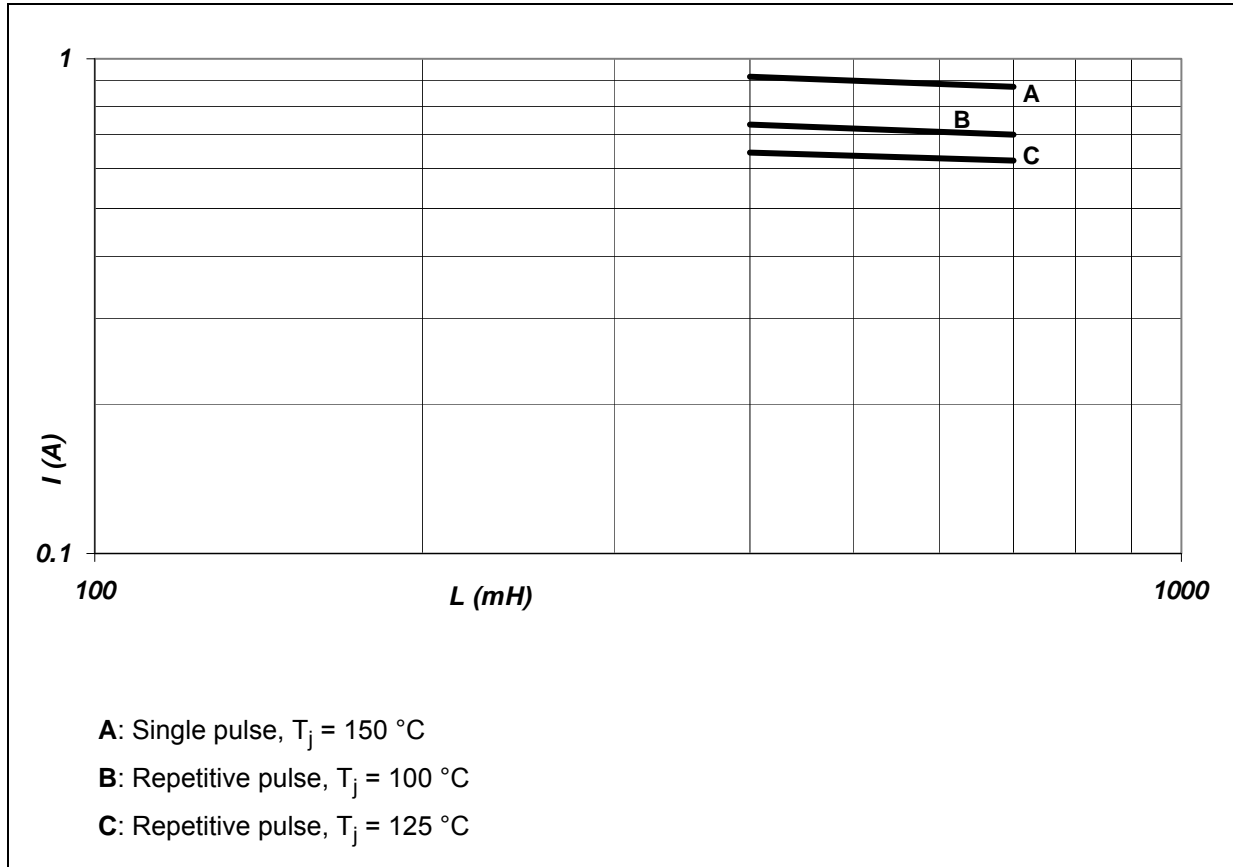 1
A
B
C
I (A)
0.1
100
L (mH)
1000
A: Single pulse, Tj = 150 °C
B: Repetitive pulse, Tj = 100 °C
C: Repetitive pulse, Tj = 125 °C